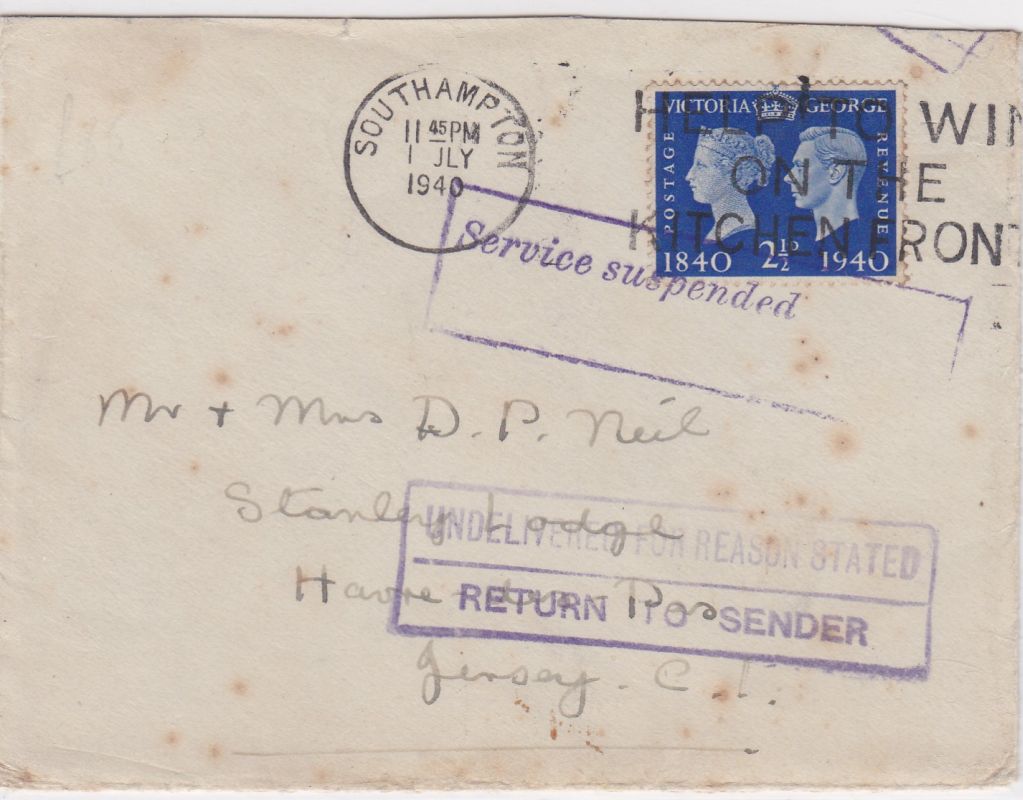 SOUTHAMPTON
11 45 PM
1 JLY
1940
HELP TO WIN
ON THE
KITCHEN FRONT
VICTORIA GEORGE
POSTAGE
REVENUE
1840 2½D 1940
Service suspended
Mr + Mrs D. P. Neil
Stanley Lodge
Havre des Pas
Jersey. C.I.
UNDELIVERED FOR REASON STATED
RETURN TO SENDER